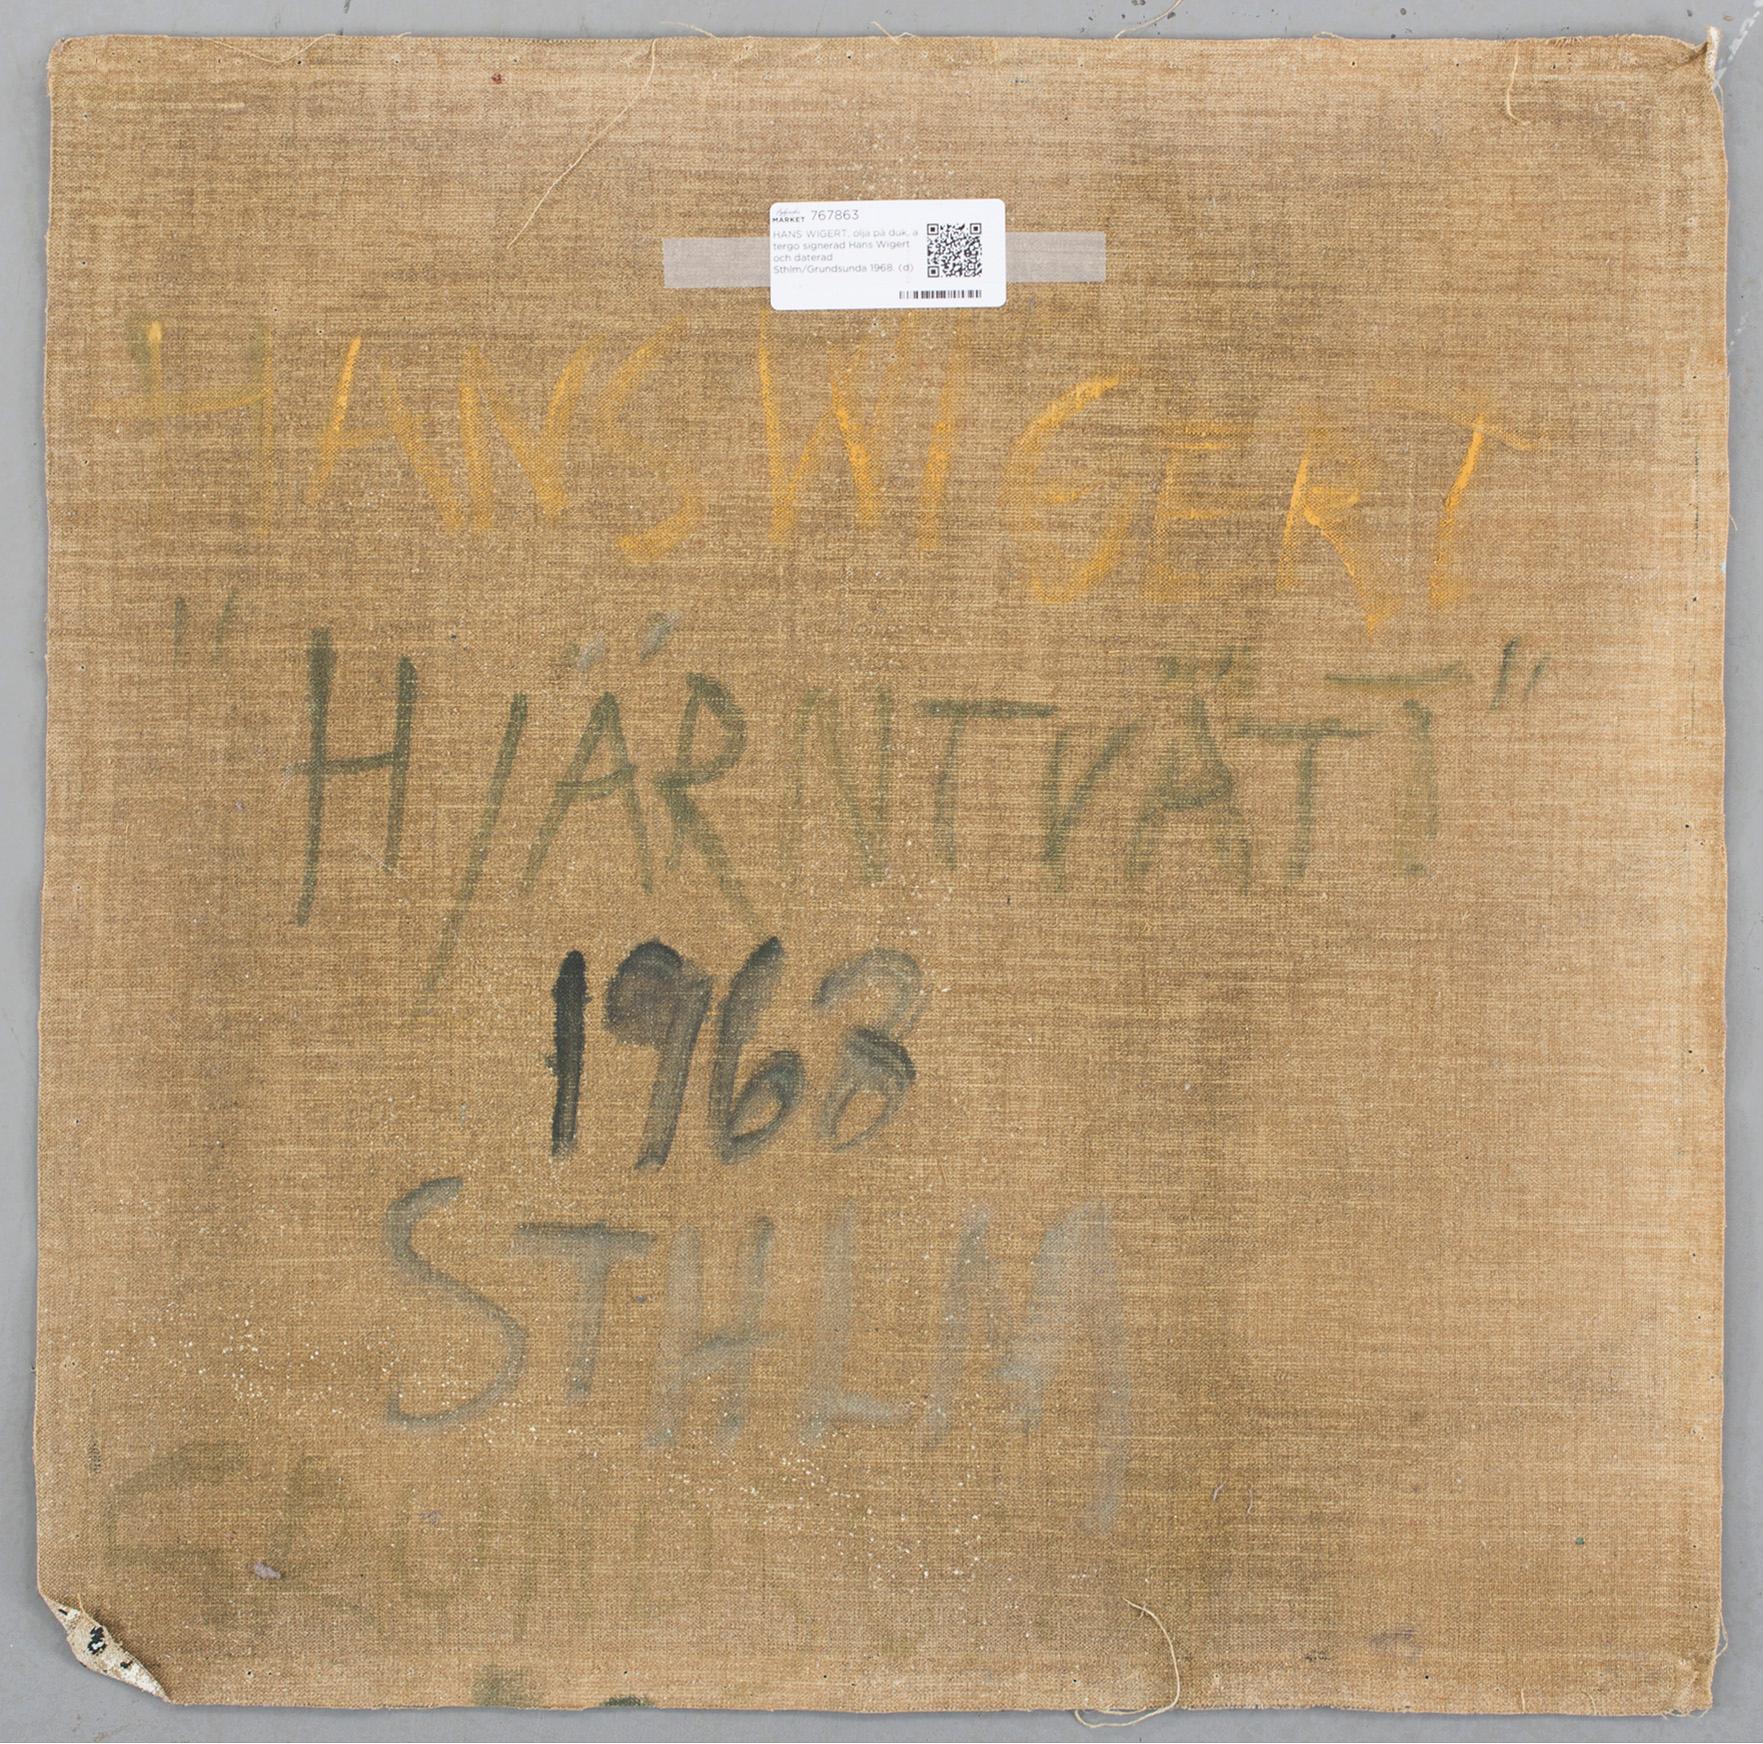 MARKET 767863
HANS WIGERT, olja på duk, a
tergo signerad Hans Wigert
och daterad
Sthlm/Grundsunda 1968. (d)
HANS WIGERT
"HJÄRNTVÄTT"
1968
STHLM